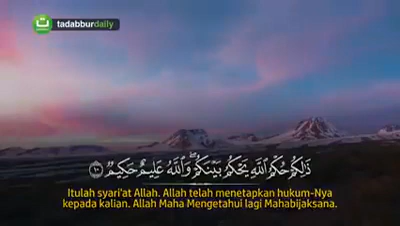 tadabburdaily
ذَٰلِكُمْ حُكْمُ ٱللَّهِ يَحْكُمُ بَيْنَكُمْ ۖ وَٱللَّهُ عَلِيمٌ حَكِيمٌ ۝١٠
Itulah syari'at Allah. Allah telah menetapkan hukum-Nya
kepada kalian. Allah Maha Mengetahui lagi Mahabijaksana.